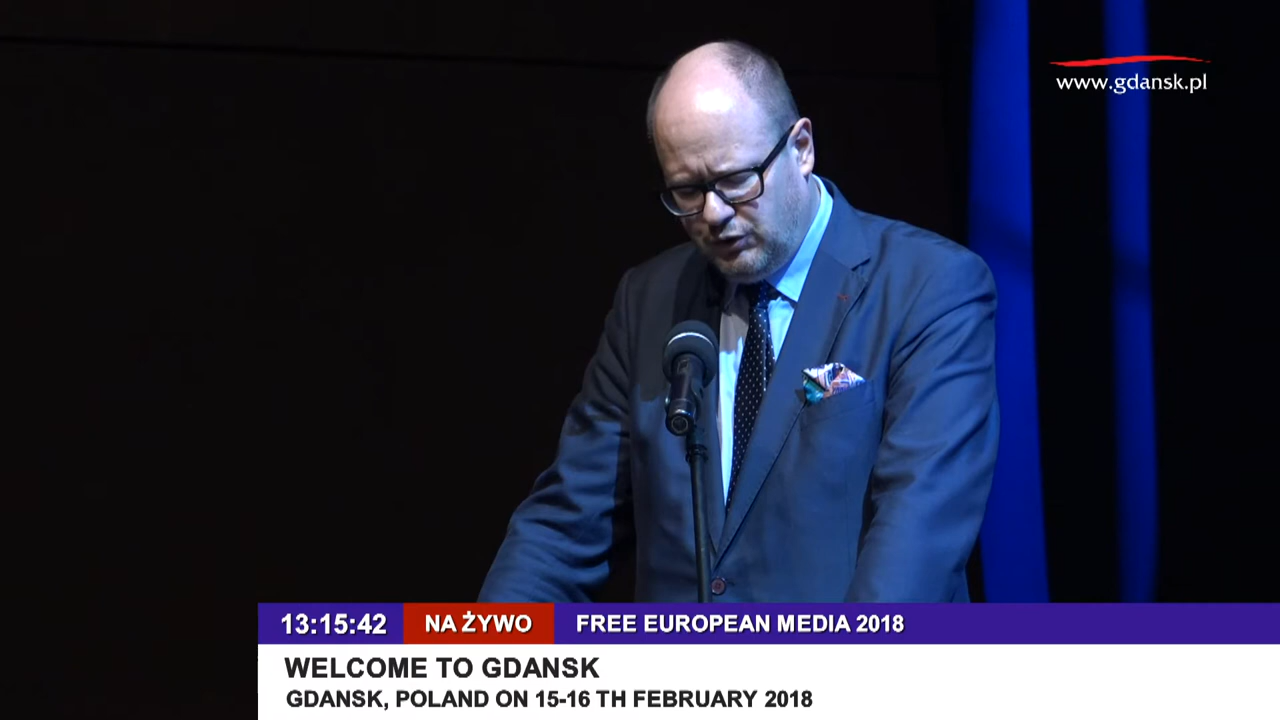 www.gdansk.pl
13:15:42 NA ŻYWO FREE EUROPEAN MEDIA 2018
WELCOME TO GDANSK
GDANSK, POLAND ON 15-16 TH FEBRUARY 2018